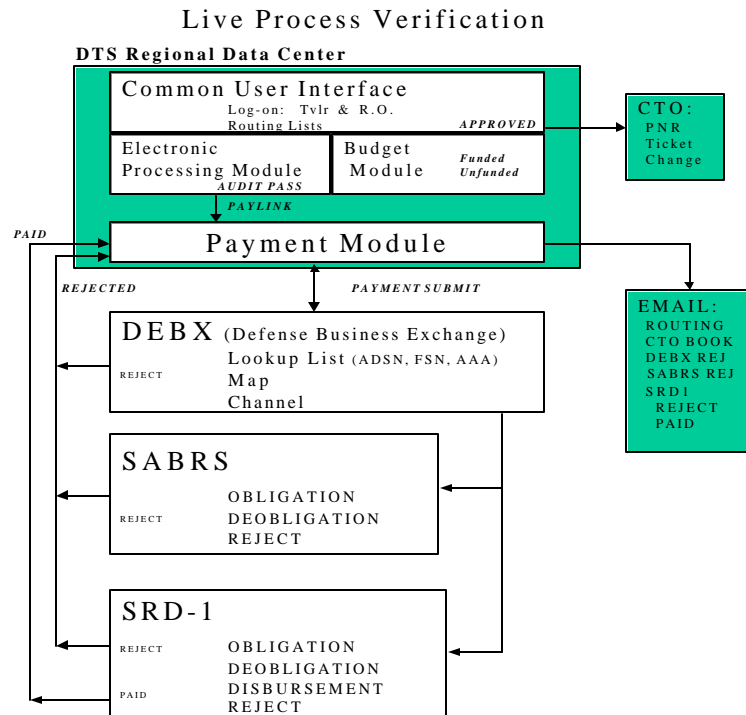 Live Process Verification
DTS Regional Data Center
Common User Interface
Log-on: Tvlr & R.O.
Routing Lists
APPROVED
Electronic
Processing Module
AUDIT PASS
Budget
Module
Funded
Unfunded
PAYLINK
CTO:
PNR
Ticket
Change
PAID
Payment Module
REJECTED
PAYMENT SUBMIT
EMAIL:
ROUTING
CTO BOOK
DEBX REJ
SABRS REJ
SRD1
REJECT
PAID
DEBX (Defense Business Exchange)
Lookup List (ADSN, FSN, AAA)
REJECT
Map
Channel
SABRS
OBLIGATION
REJECT DEOBLIGATION
REJECT
SRD-1
REJECT OBLIGATION
DEOBLIGATION
PAID DISBURSEMENT
REJECT